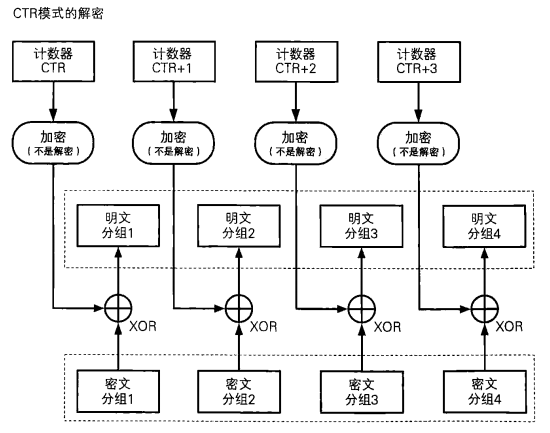 CTR模式的解密
计数器
CTR
计数器
CTR+1
计数器
CTR+2
计数器
CTR+3
加密
(不是解密)
加密
(不是解密)
加密
(不是解密)
加密
(不是解密)
明文
分组1
明文
分组2
明文
分组3
明文
分组4
XOR
XOR
XOR
XOR
密文
分组1
密文
分组2
密文
分组3
密文
分组4